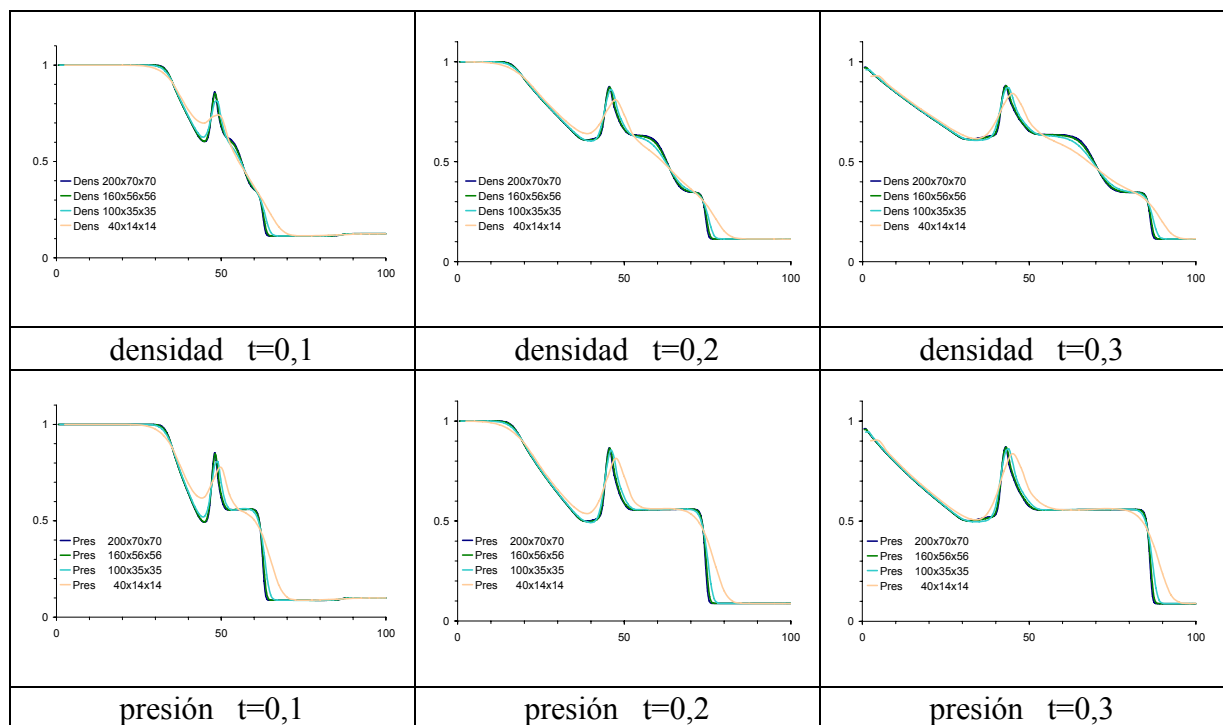 1
0.5
0
0 50 100
Dens 200x70x70
Dens 160x56x56
Dens 100x35x35
Dens 40x14x14
1
0.5
0
0 50 100
Dens 200x70x70
Dens 160x56x56
Dens 100x35x35
Dens 40x14x14
1
0.5
0
0 50 100
Dens 200x70x70
Dens 160x56x56
Dens 100x35x35
Dens 40x14x14
densidad t=0,1
densidad t=0,2
densidad t=0,3
1
0.5
0
0 50 100
Pres 200x70x70
Pres 160x56x56
Pres 100x35x35
Pres 40x14x14
1
0.5
0
0 50 100
Pres 200x70x70
Pres 160x56x56
Pres 100x35x35
Pres 40x14x14
1
0.5
0
0 50 100
Pres 200x70x70
Pres 160x56x56
Pres 100x35x35
Pres 40x14x14
presión t=0,1
presión t=0,2
presión t=0,3